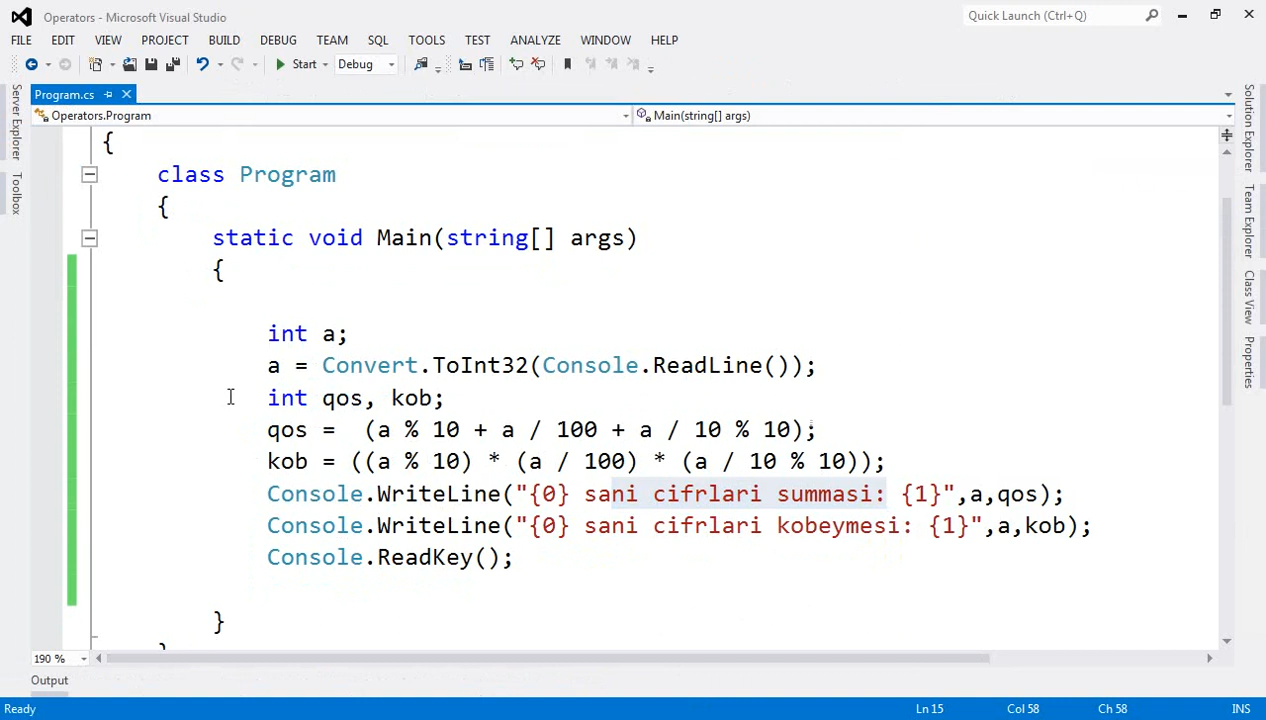 Operators - Microsoft Visual Studio
Quick Launch (Ctrl+Q)
FILE EDIT VIEW PROJECT BUILD DEBUG TEAM SQL TOOLS TEST ANALYZE WINDOW HELP
Start Debug
Program.cs
Operators.Program Main(string[] args)
{
class Program
{
static void Main(string[] args)
{
int a;
a = Convert.ToInt32(Console.ReadLine());
int qos, kob;
qos =  (a % 10 + a / 100 + a / 10 % 10);
kob = ((a % 10) * (a / 100) * (a / 10 % 10));
Console.WriteLine("{0} sani cifrlari summasi: {1}",a,qos);
Console.WriteLine("{0} sani cifrlari kobeymesi: {1}",a,kob);
Console.ReadKey();
}
190 %
Output
Ready Ln 15 Col 58 Ch 58 INS
Server Explorer
Toolbox
Solution Explorer
Team Explorer
Class View
Properties